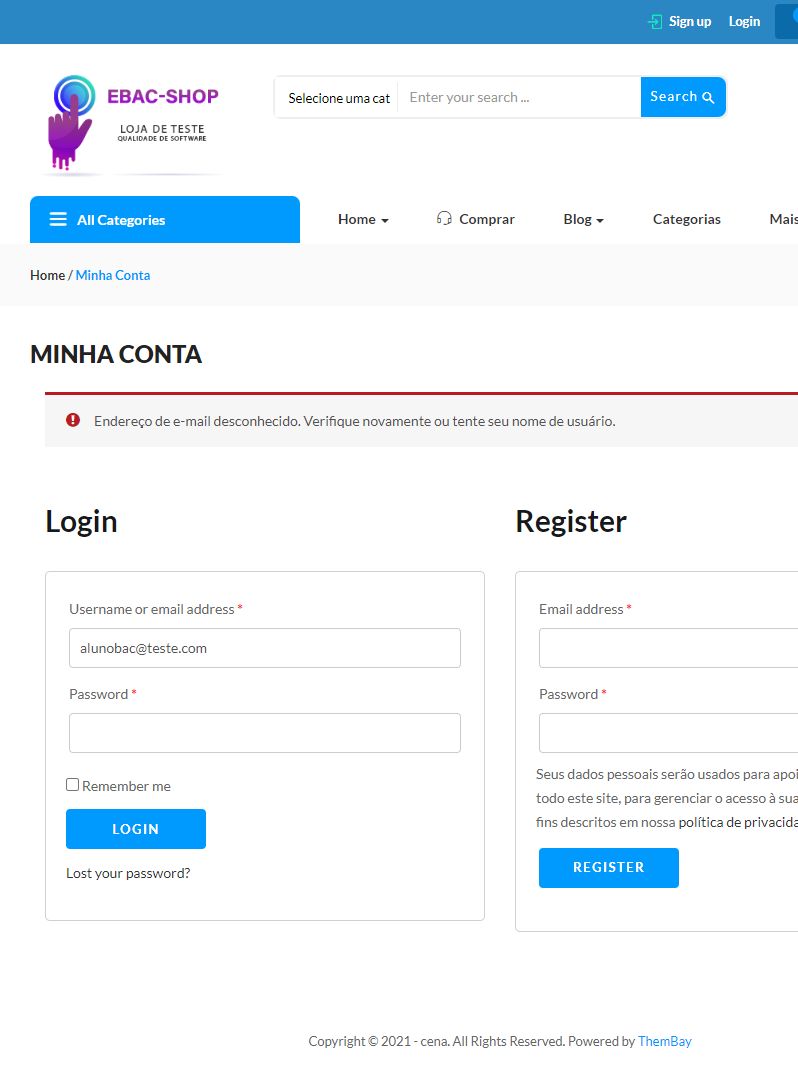 Sign up Login
EBAC-SHOP
LOJA DE TESTE
QUALIDADE DE SOFTWARE
Selecione uma cat Enter your search ... Search
All Categories Home Comprar Blog Categorias Mais
Home / Minha Conta
MINHA CONTA
Endereço de e-mail desconhecido. Verifique novamente ou tente seu nome de usuário.
Login
Username or email address *
alunobac@teste.com
Password *
Remember me
LOGIN
Lost your password?
Register
Email address *
Password *
Seus dados pessoais serão usados para apoi
todo este site, para gerenciar o acesso à sua
fins descritos em nossa política de privacida
REGISTER
Copyright © 2021 - cena. All Rights Reserved. Powered by ThemBay